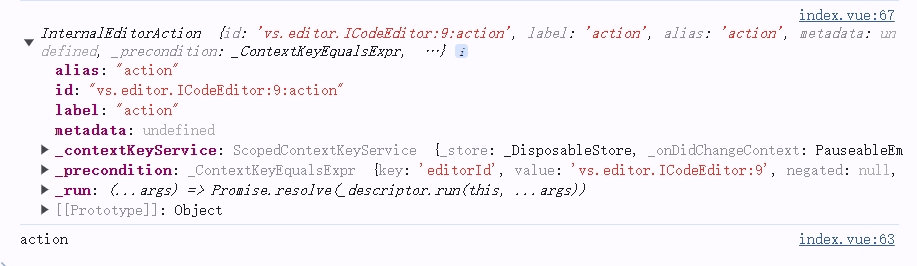 index.vue:67
InternalEditorAction {id: 'vs.editor.ICodeEditor:9:action', label: 'action', alias: 'action', metadata: un
defined, _precondition: _ContextKeyEqualsExpr, …} i
alias: "action"
id: "vs.editor.ICodeEditor:9:action"
label: "action"
metadata: undefined
_contextKeyService: ScopedContextKeyService {_store: _DisposableStore, _onDidChangeContext: PauseableEm
_precondition: _ContextKeyEqualsExpr {key: 'editorId', value: 'vs.editor.ICodeEditor:9', negated: null,
_run: (...args) => Promise.resolve(_descriptor.run(this, ...args))
[[Prototype]]: Object
action index.vue:63